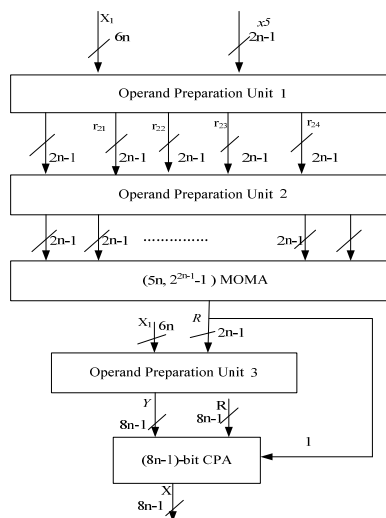 X₁ x5
6n 2n-1
Operand Preparation Unit 1
r₂₁ r₂₂ r₂₃ r₂₄
2n-1 2n-1 2n-1 2n-1 2n-1
Operand Preparation Unit 2
2n-1 2n-1 ................ 2n-1
(5n, 2²ⁿ⁻¹-1 ) MOMA
R
X₁ 6n 2n-1
Operand Preparation Unit 3
Y R
8n-1 8n-1
1
(8n-1)-bit CPA
X
8n-1